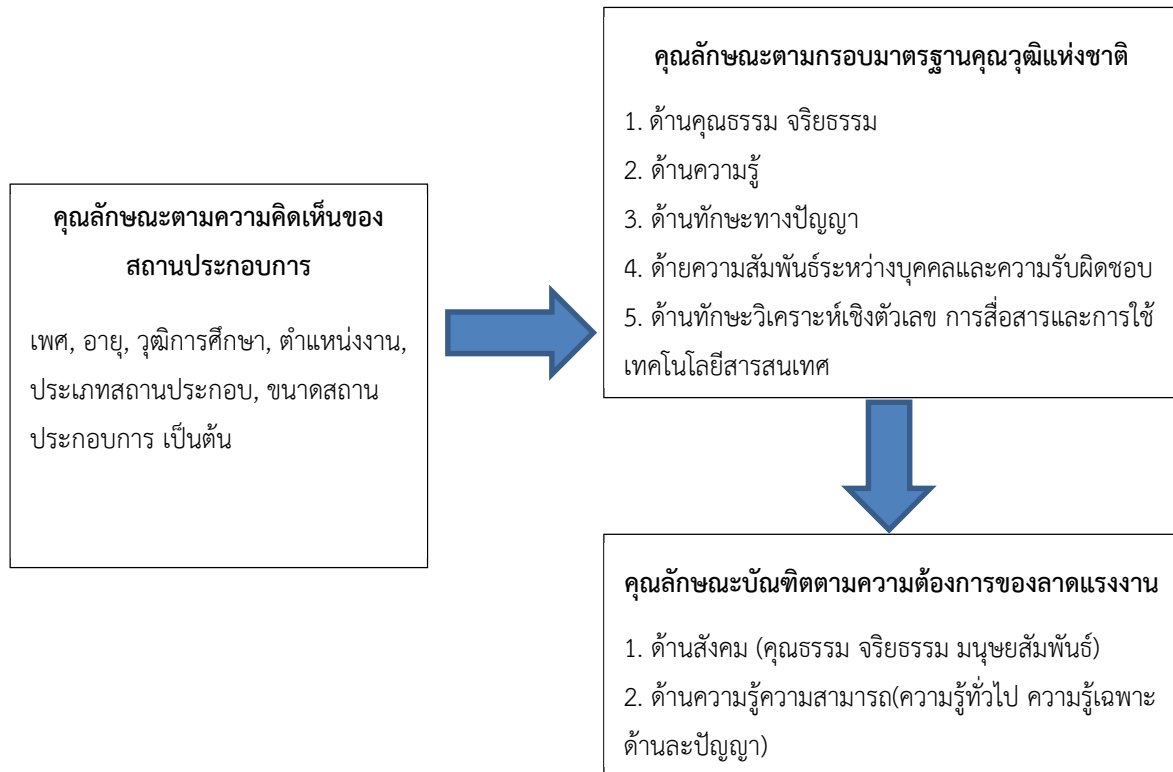 คุณลักษณะตามความคิดเห็นของ
สถานประกอบการ
เพศ, อายุ, วุฒิการศึกษา, ตำแหน่งงาน,
ประเภทสถานประกอบ, ขนาดสถาน
ประกอบการ เป็นต้น
คุณลักษณะตามกรอบมาตรฐานคุณวุฒิแห่งชาติ
1. ด้านคุณธรรม จริยธรรม
2. ด้านความรู้
3. ด้านทักษะทางปัญญา
4. ด้ายความสัมพันธ์ระหว่างบุคคลและความรับผิดชอบ
5. ด้านทักษะวิเคราะห์เชิงตัวเลข การสื่อสารและการใช้
เทคโนโลยีสารสนเทศ
คุณลักษณะบัณฑิตตามความต้องการของลาดแรงงาน
1. ด้านสังคม (คุณธรรม จริยธรรม มนุษยสัมพันธ์)
2. ด้านความรู้ความสามารถ(ความรู้ทั่วไป ความรู้เฉพาะ
ด้านละปัญญา)